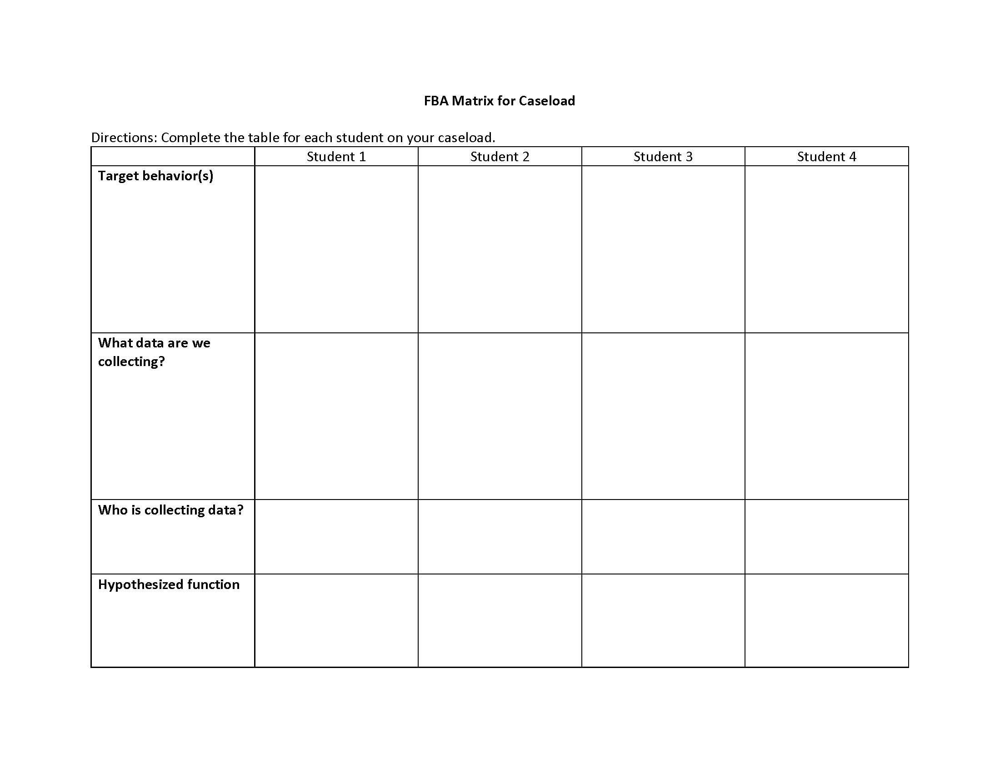 FBA Matrix for Caseload
Directions: Complete the table for each student on your caseload.
Student 1 Student 2 Student 3 Student 4
Target behavior(s)
What data are we
collecting?
Who is collecting data?
Hypothesized function